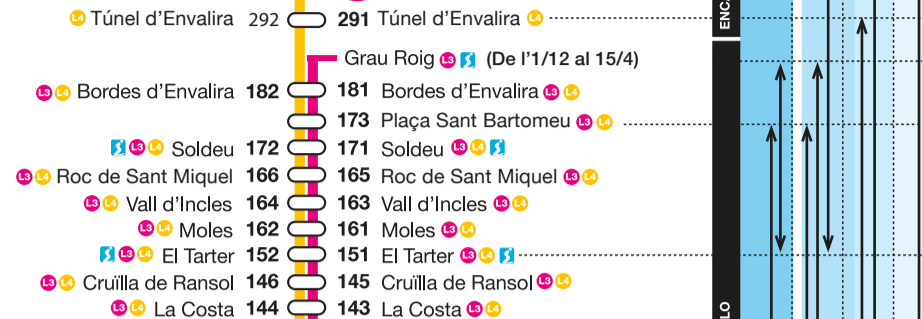 L4 Túnel d'Envalira 292 291 Túnel d'Envalira L4
Grau Roig L3 (De l'1/12 al 15/4)
L3 L4 Bordes d'Envalira 182 181 Bordes d'Envalira L3 L4
173 Plaça Sant Bartomeu L3 L4
L3 L4 Soldeu 172 171 Soldeu L3 L4
L3 L4 Roc de Sant Miquel 166 165 Roc de Sant Miquel L3 L4
L3 L4 Vall d'Incles 164 163 Vall d'Incles L3 L4
L3 L4 Moles 162 161 Moles L3 L4
L3 L4 El Tarter 152 151 El Tarter L3 L4
L3 L4 Cruïlla de Ransol 146 145 Cruïlla de Ransol L3 L4
L3 L4 La Costa 144 143 La Costa L3 L4